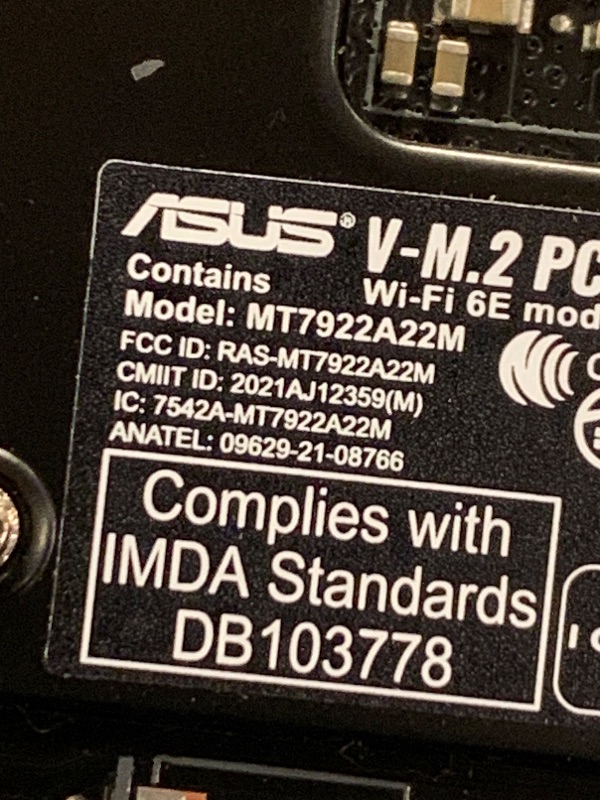 ASUS® V-M.2 PC
Contains Wi-Fi 6E mod
Model: MT7922A22M
FCC ID: RAS-MT7922A22M
CMIIT ID: 2021AJ12359(M)
IC: 7542A-MT7922A22M
ANATEL: 09629-21-08766
Complies with
IMDA Standards
DB103778